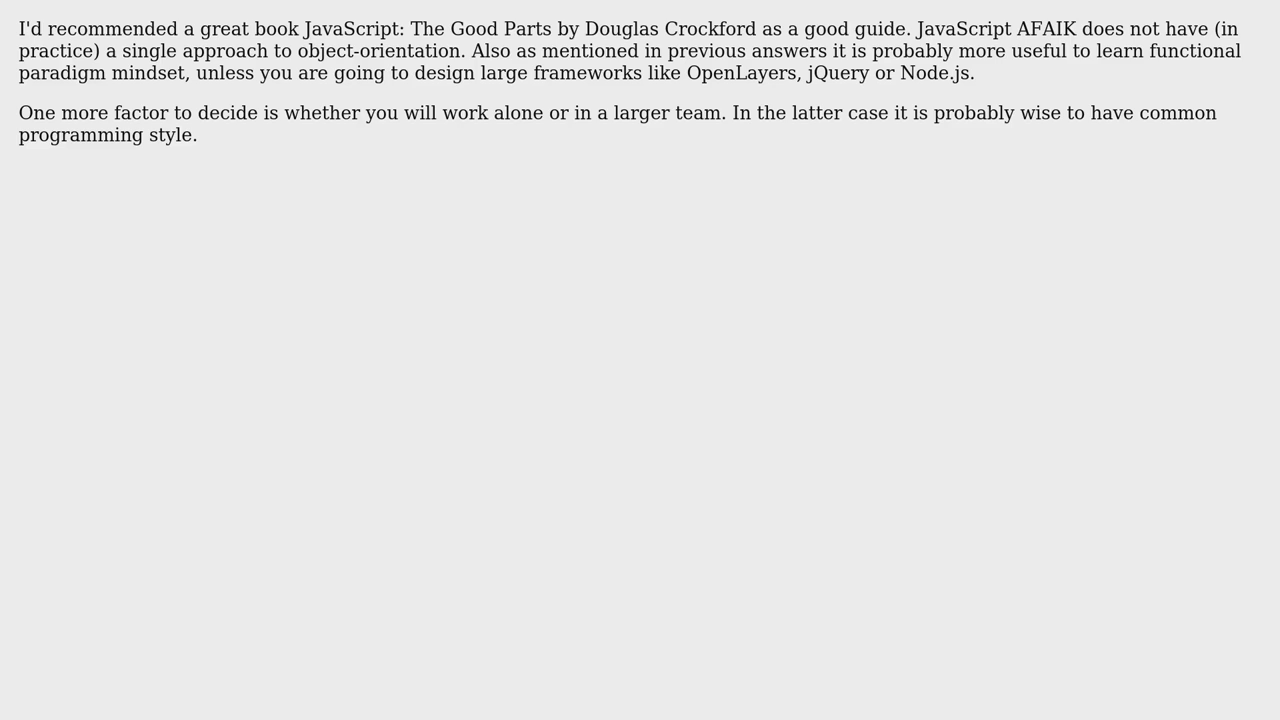 I'd recommended a great book JavaScript: The Good Parts by Douglas Crockford as a good guide. JavaScript AFAIK does not have (in
practice) a single approach to object-orientation. Also as mentioned in previous answers it is probably more useful to learn functional
paradigm mindset, unless you are going to design large frameworks like OpenLayers, jQuery or Node.js.
One more factor to decide is whether you will work alone or in a larger team. In the latter case it is probably wise to have common
programming style.